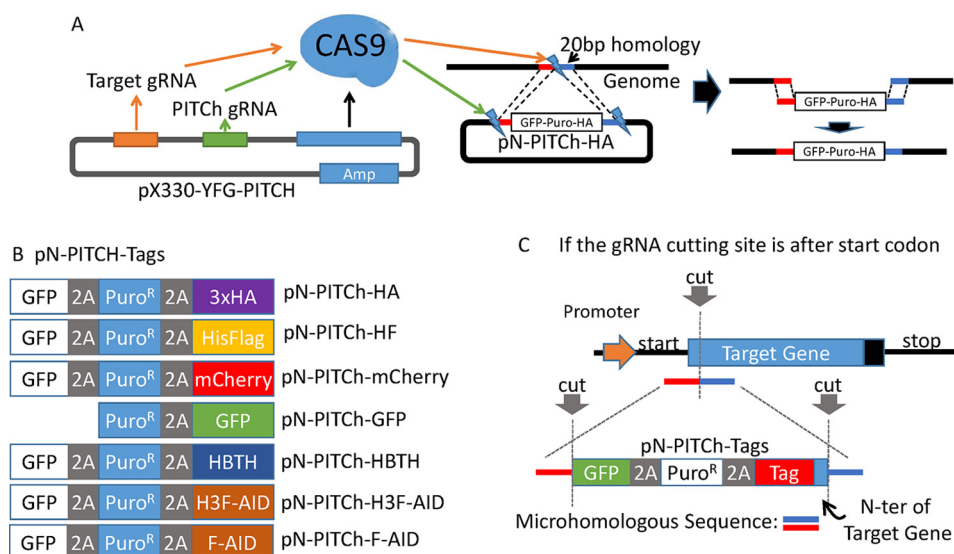 A
CAS9
20bp homology
Target gRNA
Genome
PITCh gRNA
GFP-Puro-HA
GFP-Puro-HA
pN-PITCh-HA
GFP-Puro-HA
Amp
pX330-YFG-PITCH
B pN-PITCH-Tags
GFP 2A Puroᴿ 2A 3xHA pN-PITCh-HA
GFP 2A Puroᴿ 2A HisFlag pN-PITCh-HF
GFP 2A Puroᴿ 2A mCherry pN-PITCh-mCherry
Puroᴿ 2A GFP pN-PITCh-GFP
GFP 2A Puroᴿ 2A HBTH pN-PITCh-HBTH
GFP 2A Puroᴿ 2A H3F-AID pN-PITCh-H3F-AID
GFP 2A Puroᴿ 2A F-AID pN-PITCh-F-AID
C If the gRNA cutting site is after start codon
cut
Promoter
start Target Gene stop
cut cut
pN-PITCh-Tags
GFP 2A Puroᴿ 2A Tag
Microhomologous Sequence:
N-ter of
Target Gene